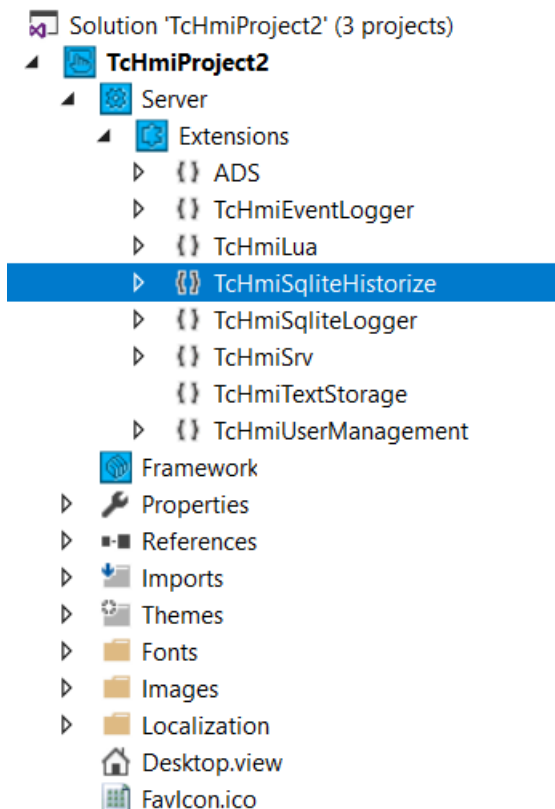 Solution 'TcHmiProject2' (3 projects)
TcHmiProject2
Server
Extensions
ADS
TcHmiEventLogger
TcHmiLua
TcHmiSqliteHistorize
TcHmiSqliteLogger
TcHmiSrv
TcHmiTextStorage
TcHmiUserManagement
Framework
Properties
References
Imports
Themes
Fonts
Images
Localization
Desktop.view
FavIcon.ico